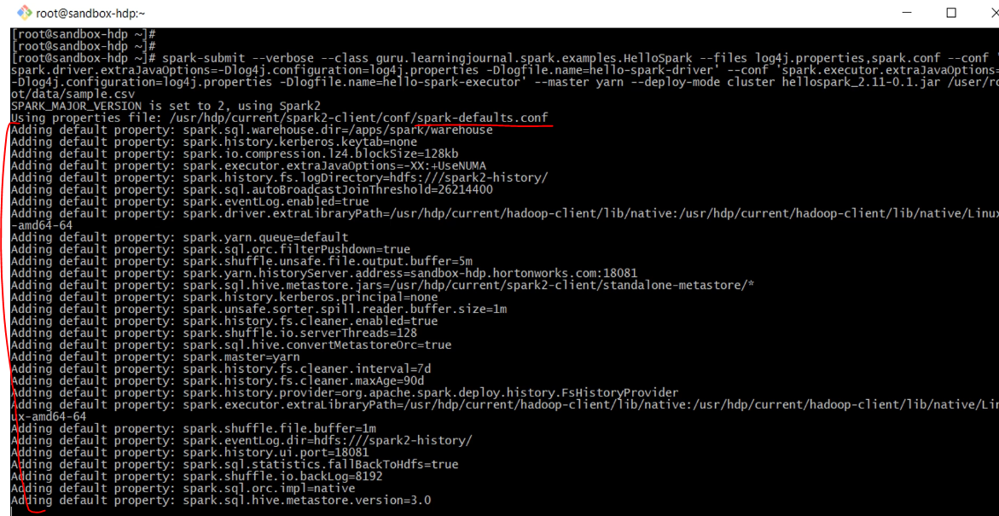 root@sandbox-hdp:~
[root@sandbox-hdp ~]#
[root@sandbox-hdp ~]#
[root@sandbox-hdp ~]# spark-submit --verbose --class guru.learningjournal.spark.examples.HelloSpark --files log4j.properties,spark.conf --conf '
spark.driver.extraJavaOptions=-Dlog4j.configuration=log4j.properties -Dlogfile.name=hello-spark-driver' --conf 'spark.executor.extraJavaOptions=
-Dlog4j.configuration=log4j.properties -Dlogfile.name=hello-spark-executor' --master yarn --deploy-mode cluster hellospark_2.11-0.1.jar /user/ro
ot/data/sample.csv
SPARK_MAJOR_VERSION is set to 2, using Spark2
Using properties file: /usr/hdp/current/spark2-client/conf/spark-defaults.conf
Adding default property: spark.sql.warehouse.dir=/apps/spark/warehouse
Adding default property: spark.history.kerberos.keytab=none
Adding default property: spark.io.compression.lz4.blockSize=128kb
Adding default property: spark.executor.extraJavaOptions=-XX:+UseNUMA
Adding default property: spark.history.fs.logDirectory=hdfs:///spark2-history/
Adding default property: spark.sql.autoBroadcastJoinThreshold=26214400
Adding default property: spark.eventLog.enabled=true
Adding default property: spark.driver.extraLibraryPath=/usr/hdp/current/hadoop-client/lib/native:/usr/hdp/current/hadoop-client/lib/native/Linux
-amd64-64
Adding default property: spark.yarn.queue=default
Adding default property: spark.sql.orc.filterPushdown=true
Adding default property: spark.shuffle.unsafe.file.output.buffer=5m
Adding default property: spark.yarn.historyServer.address=sandbox-hdp.hortonworks.com:18081
Adding default property: spark.sql.hive.metastore.jars=/usr/hdp/current/spark2-client/standalone-metastore/*
Adding default property: spark.history.kerberos.principal=none
Adding default property: spark.unsafe.sorter.spill.reader.buffer.size=1m
Adding default property: spark.history.fs.cleaner.enabled=true
Adding default property: spark.shuffle.io.serverThreads=128
Adding default property: spark.sql.hive.convertMetastoreOrc=true
Adding default property: spark.master=yarn
Adding default property: spark.history.fs.cleaner.interval=7d
Adding default property: spark.history.fs.cleaner.maxAge=90d
Adding default property: spark.history.provider=org.apache.spark.deploy.history.FsHistoryProvider
Adding default property: spark.executor.extraLibraryPath=/usr/hdp/current/hadoop-client/lib/native:/usr/hdp/current/hadoop-client/lib/native/Lin
ux-amd64-64
Adding default property: spark.shuffle.file.buffer=1m
Adding default property: spark.eventLog.dir=hdfs:///spark2-history/
Adding default property: spark.history.ui.port=18081
Adding default property: spark.sql.statistics.fallBackToHdfs=true
Adding default property: spark.shuffle.io.backLog=8192
Adding default property: spark.sql.orc.impl=native
Adding default property: spark.sql.hive.metastore.version=3.0